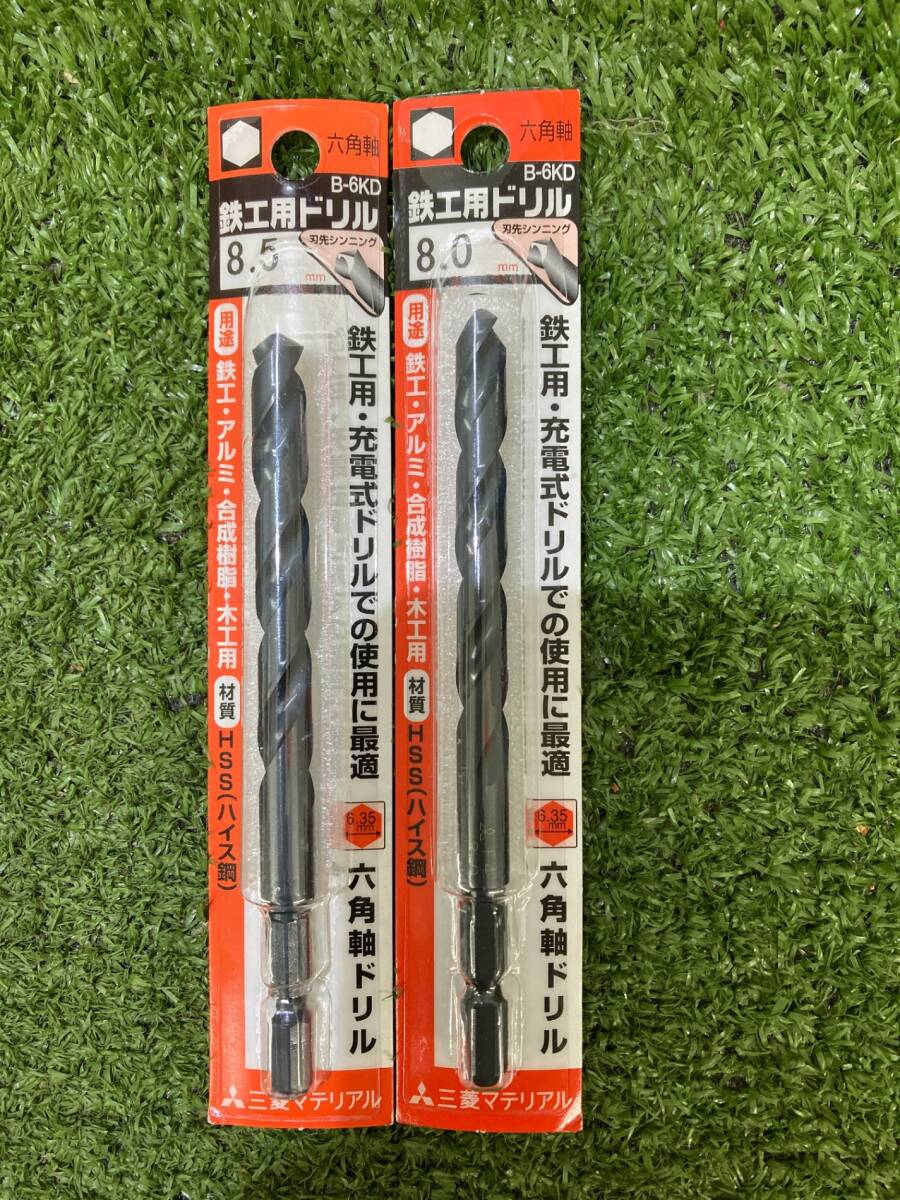 六角軸
B-6KD
鉄工用ドリル
8.5 mm
刃先シンニング
用途 鉄工・アルミ・合成樹脂・木工用 材質 HSS(ハイス鋼)
鉄工用・充電式ドリルでの使用に最適
6.35
mm
六角軸ドリル
三菱マテリアル
六角軸
B-6KD
鉄工用ドリル
8.0 mm
刃先シンニング
用途 鉄工・アルミ・合成樹脂・木工用 材質 HSS(ハイス鋼)
鉄工用・充電式ドリルでの使用に最適
6.35
mm
六角軸ドリル
三菱マテリアル